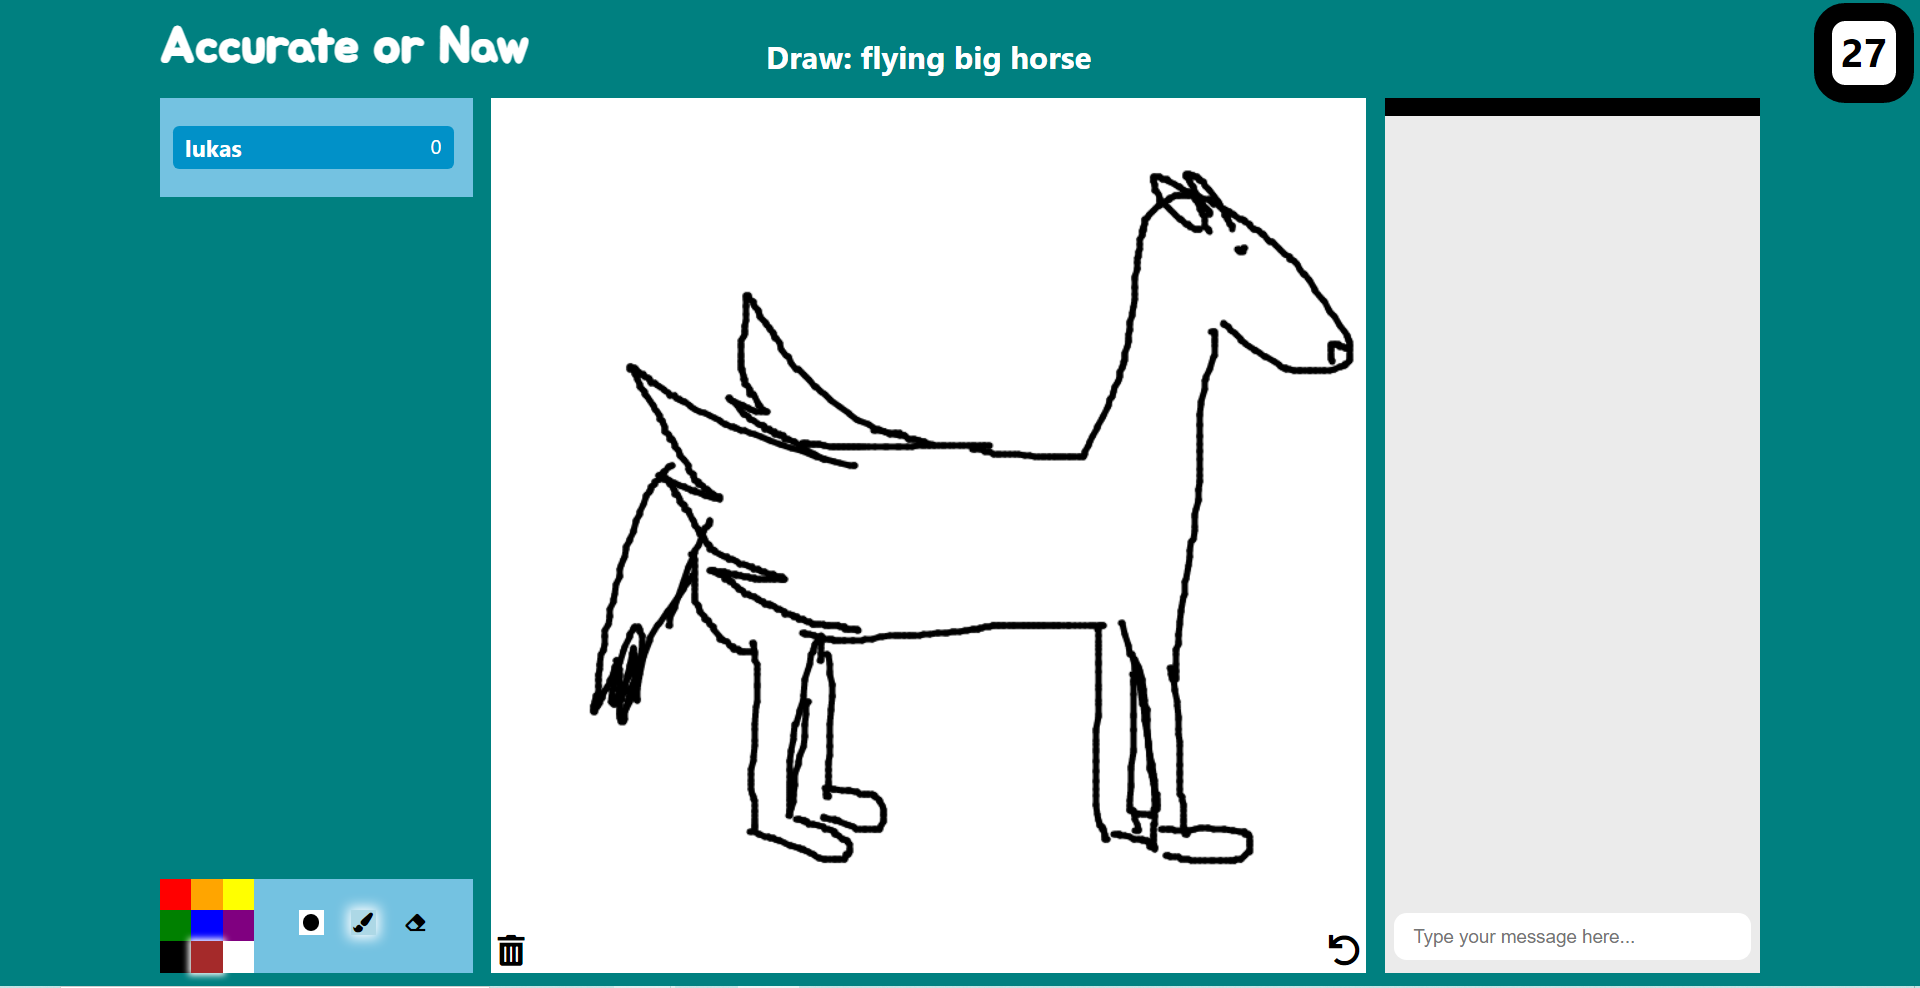 Accurate or Naw
Draw: flying big horse
27
lukas 0
Type your message here...